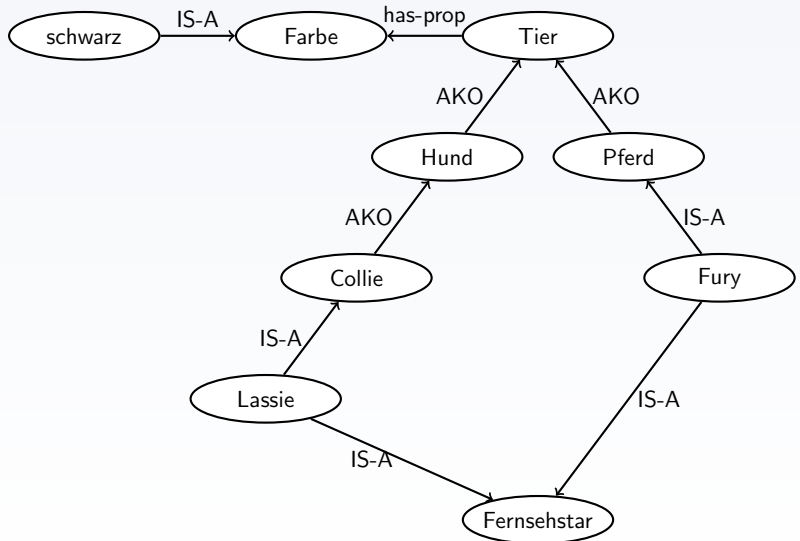 has-prop
IS-A
schwarz
Farbe
Tier
AKO
AKO
Hund
Pferd
AKO
IS-A
Collie
Fury
IS-A
Lassie
IS-A
IS-A
Fernsehstar